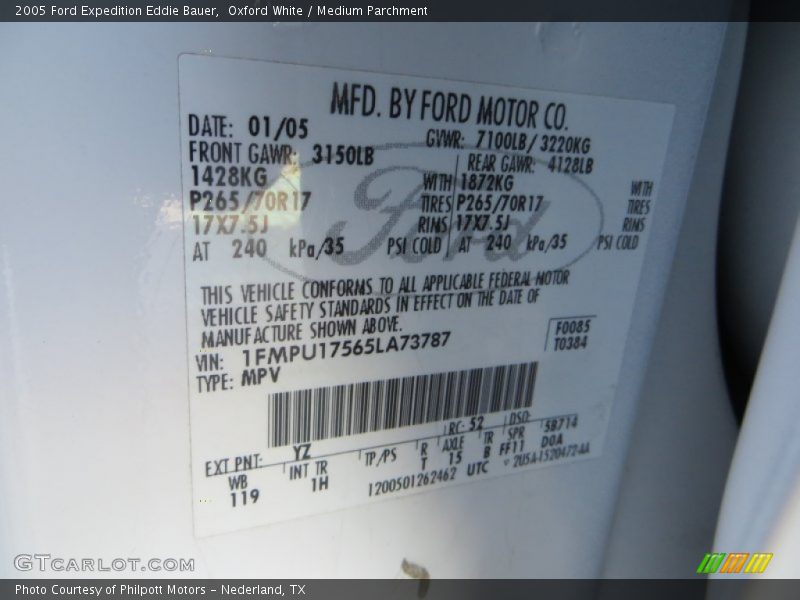 2005 Ford Expedition Eddie Bauer, Oxford White / Medium Parchment
MFD. BY FORD MOTOR CO.
DATE: 01/05 GVWR: 7100LB/ 3220KG
FRONT GAWR: 3150LB REAR GAWR: 4128LB
1428KG WITH 1872KG WITH
P265/70R17 TIRES P265/70R17 TIRES
17X7.5J RIMS 17X7.5J RIMS
AT 240 kPa/35 PSI COLD AT 240 kPa/35 PSI COLD
Ford
THIS VEHICLE CONFORMS TO ALL APPLICABLE FEDERAL MOTOR
VEHICLE SAFETY STANDARDS IN EFFECT ON THE DATE OF
MANUFACTURE SHOWN ABOVE.
VIN: 1FMPU17565LA73787 F0085
TYPE: MPV T0384
RC: 52 DSO:
EXT PNT: YZ 5B714
WB INT TR TP/PS R AXLE TR SPR
119 1H T 15 B FF11 DOA
1200501262462 UTC
GTCARLOT.COM
Photo Courtesy of Philpott Motors – Nederland, TX